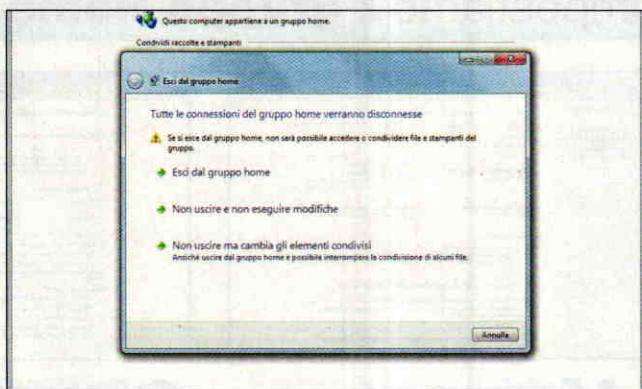 Questo computer appartiene a un gruppo home.
Condividi raccolte e stampanti
Esci dal gruppo home
Tutte le connessioni del gruppo home verranno disconnesse
Se si esce dal gruppo home, non sarà possibile accedere o condividere file e stampanti del
gruppo.
Esci dal gruppo home
Non uscire e non eseguire modifiche
Non uscire ma cambia gli elementi condivisi
Anziché uscire dal gruppo home è possibile interrompere la condivisione di alcuni file.
Annulla